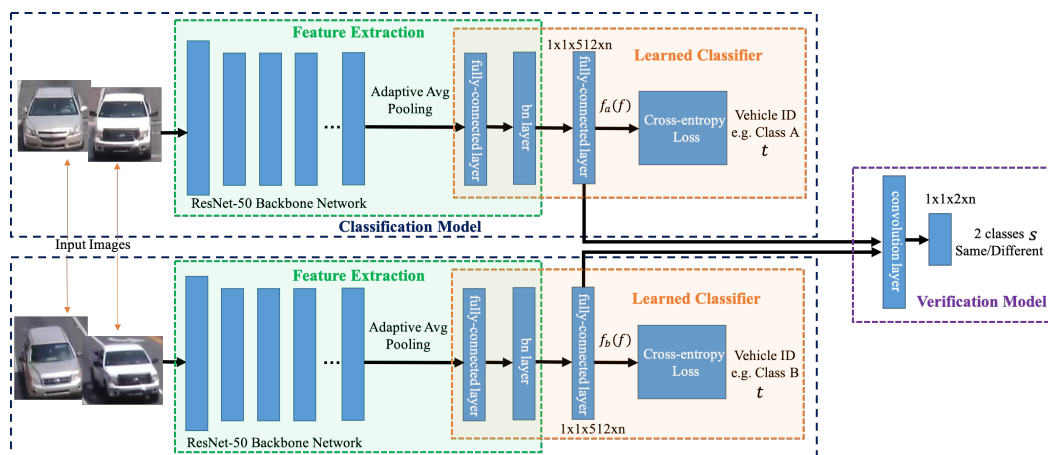 Feature Extraction
Learned Classifier
1x1x512xn
fully-connected layer
bn layer
fully-connected layer
Adaptive Avg
Pooling
...
fₐ(f)
Cross-entropy
Loss
Vehicle ID
e.g. Class A
t
ResNet-50 Backbone Network
Classification Model
Input Images
convolution layer
1x1x2xn
2 classes s
Same/Different
Verification Model
Feature Extraction
Learned Classifier
fully-connected layer
bn layer
fully-connected layer
Adaptive Avg
Pooling
...
f_b(f)
Cross-entropy
Loss
Vehicle ID
e.g. Class B
t
1x1x512xn
ResNet-50 Backbone Network